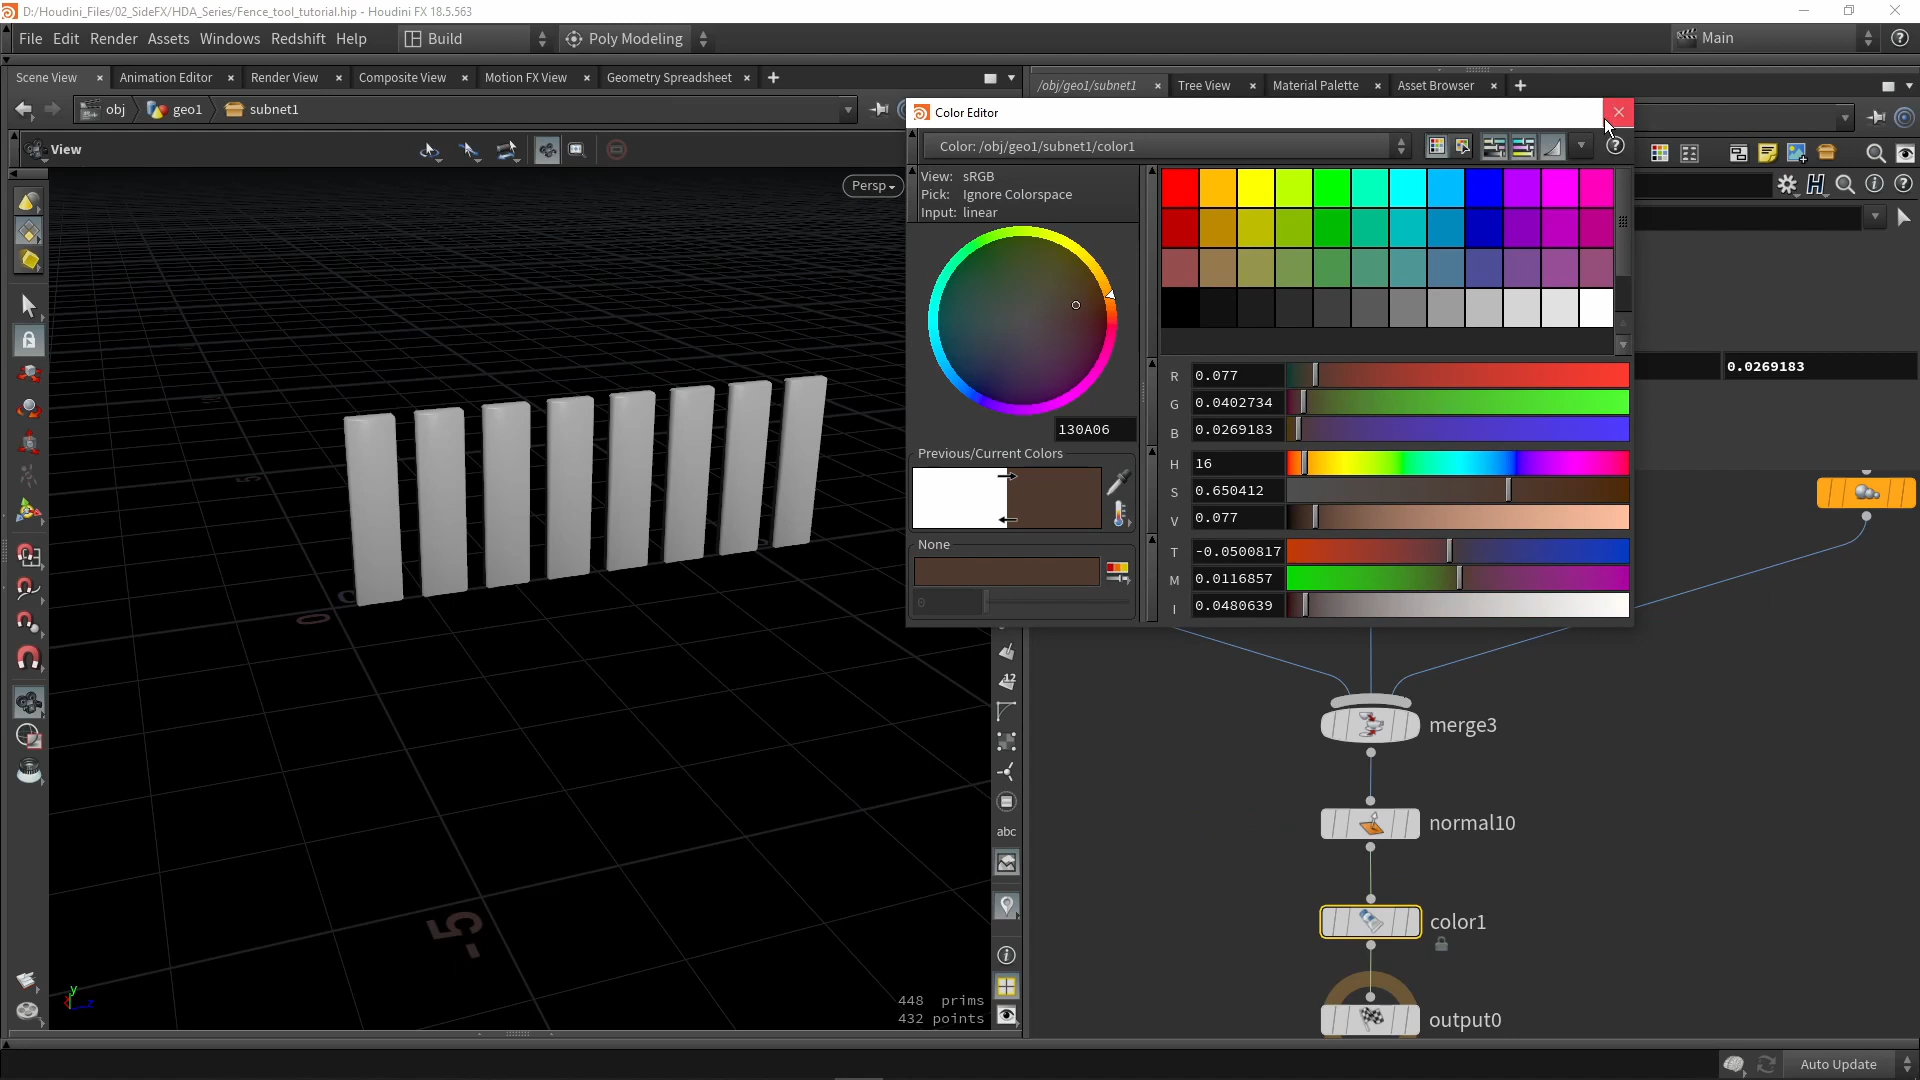 D:/Houdini_Files/02_SideFX/HDA_Series/Fence_tool_tutorial.hip - Houdini FX 18.5.563
File Edit Render Assets Windows Redshift Help Build Poly Modeling Main
Scene View Animation Editor Render View Composite View Motion FX View Geometry Spreadsheet
/obj/geo1/subnet1 Tree View Material Palette Asset Browser
obj geo1 subnet1
Color Editor
View
Persp
Color: /obj/geo1/subnet1/color1
View: sRGB
Pick: Ignore Colorspace
Input: linear
130A06
Previous/Current Colors
None
0
R 0.077
G 0.0402734
B 0.0269183
H 16
S 0.650412
V 0.077
T -0.0500817
M 0.0116857
I 0.0480639
0.0269183
0
5
-5
y
z
12
abc
448 prims
432 points
merge3
normal10
color1
output0
Auto Update